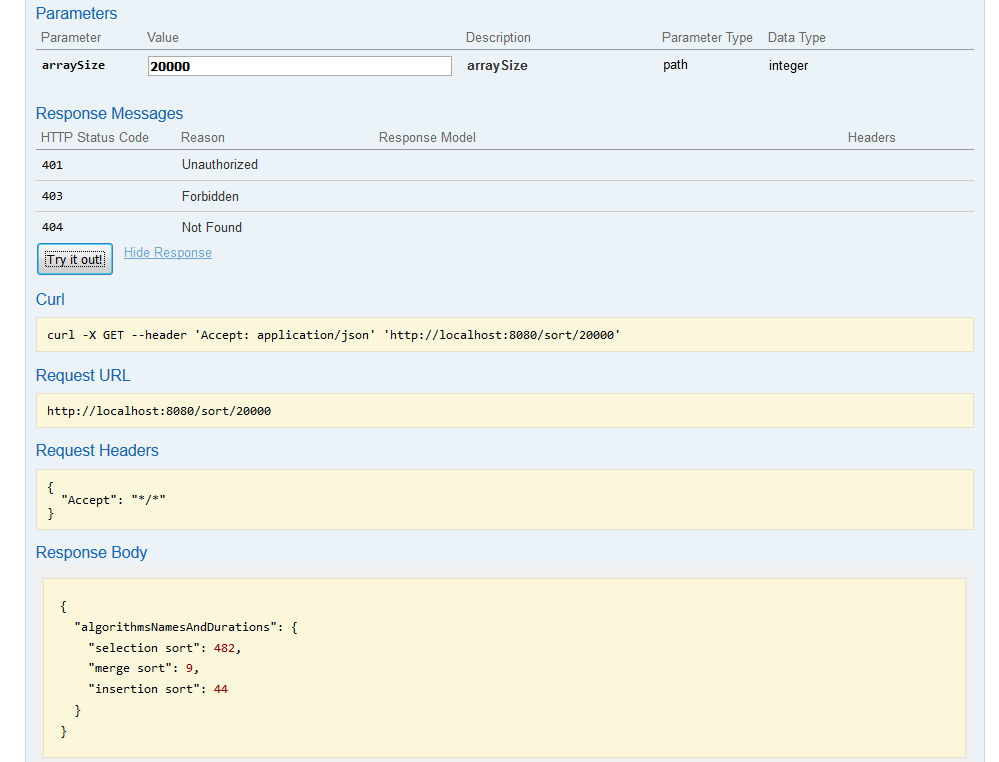 Parameters
Parameter Value Description Parameter Type Data Type
arraySize 20000 arraySize path integer
Response Messages
HTTP Status Code Reason Response Model Headers
401 Unauthorized
403 Forbidden
404 Not Found
Try it out! Hide Response
Curl
curl -X GET --header 'Accept: application/json' 'http://localhost:8080/sort/20000'
Request URL
http://localhost:8080/sort/20000
Request Headers
{
"Accept": "*/*"
}
Response Body
{
"algorithmsNamesAndDurations": {
"selection sort": 482,
"merge sort": 9,
"insertion sort": 44
}
}